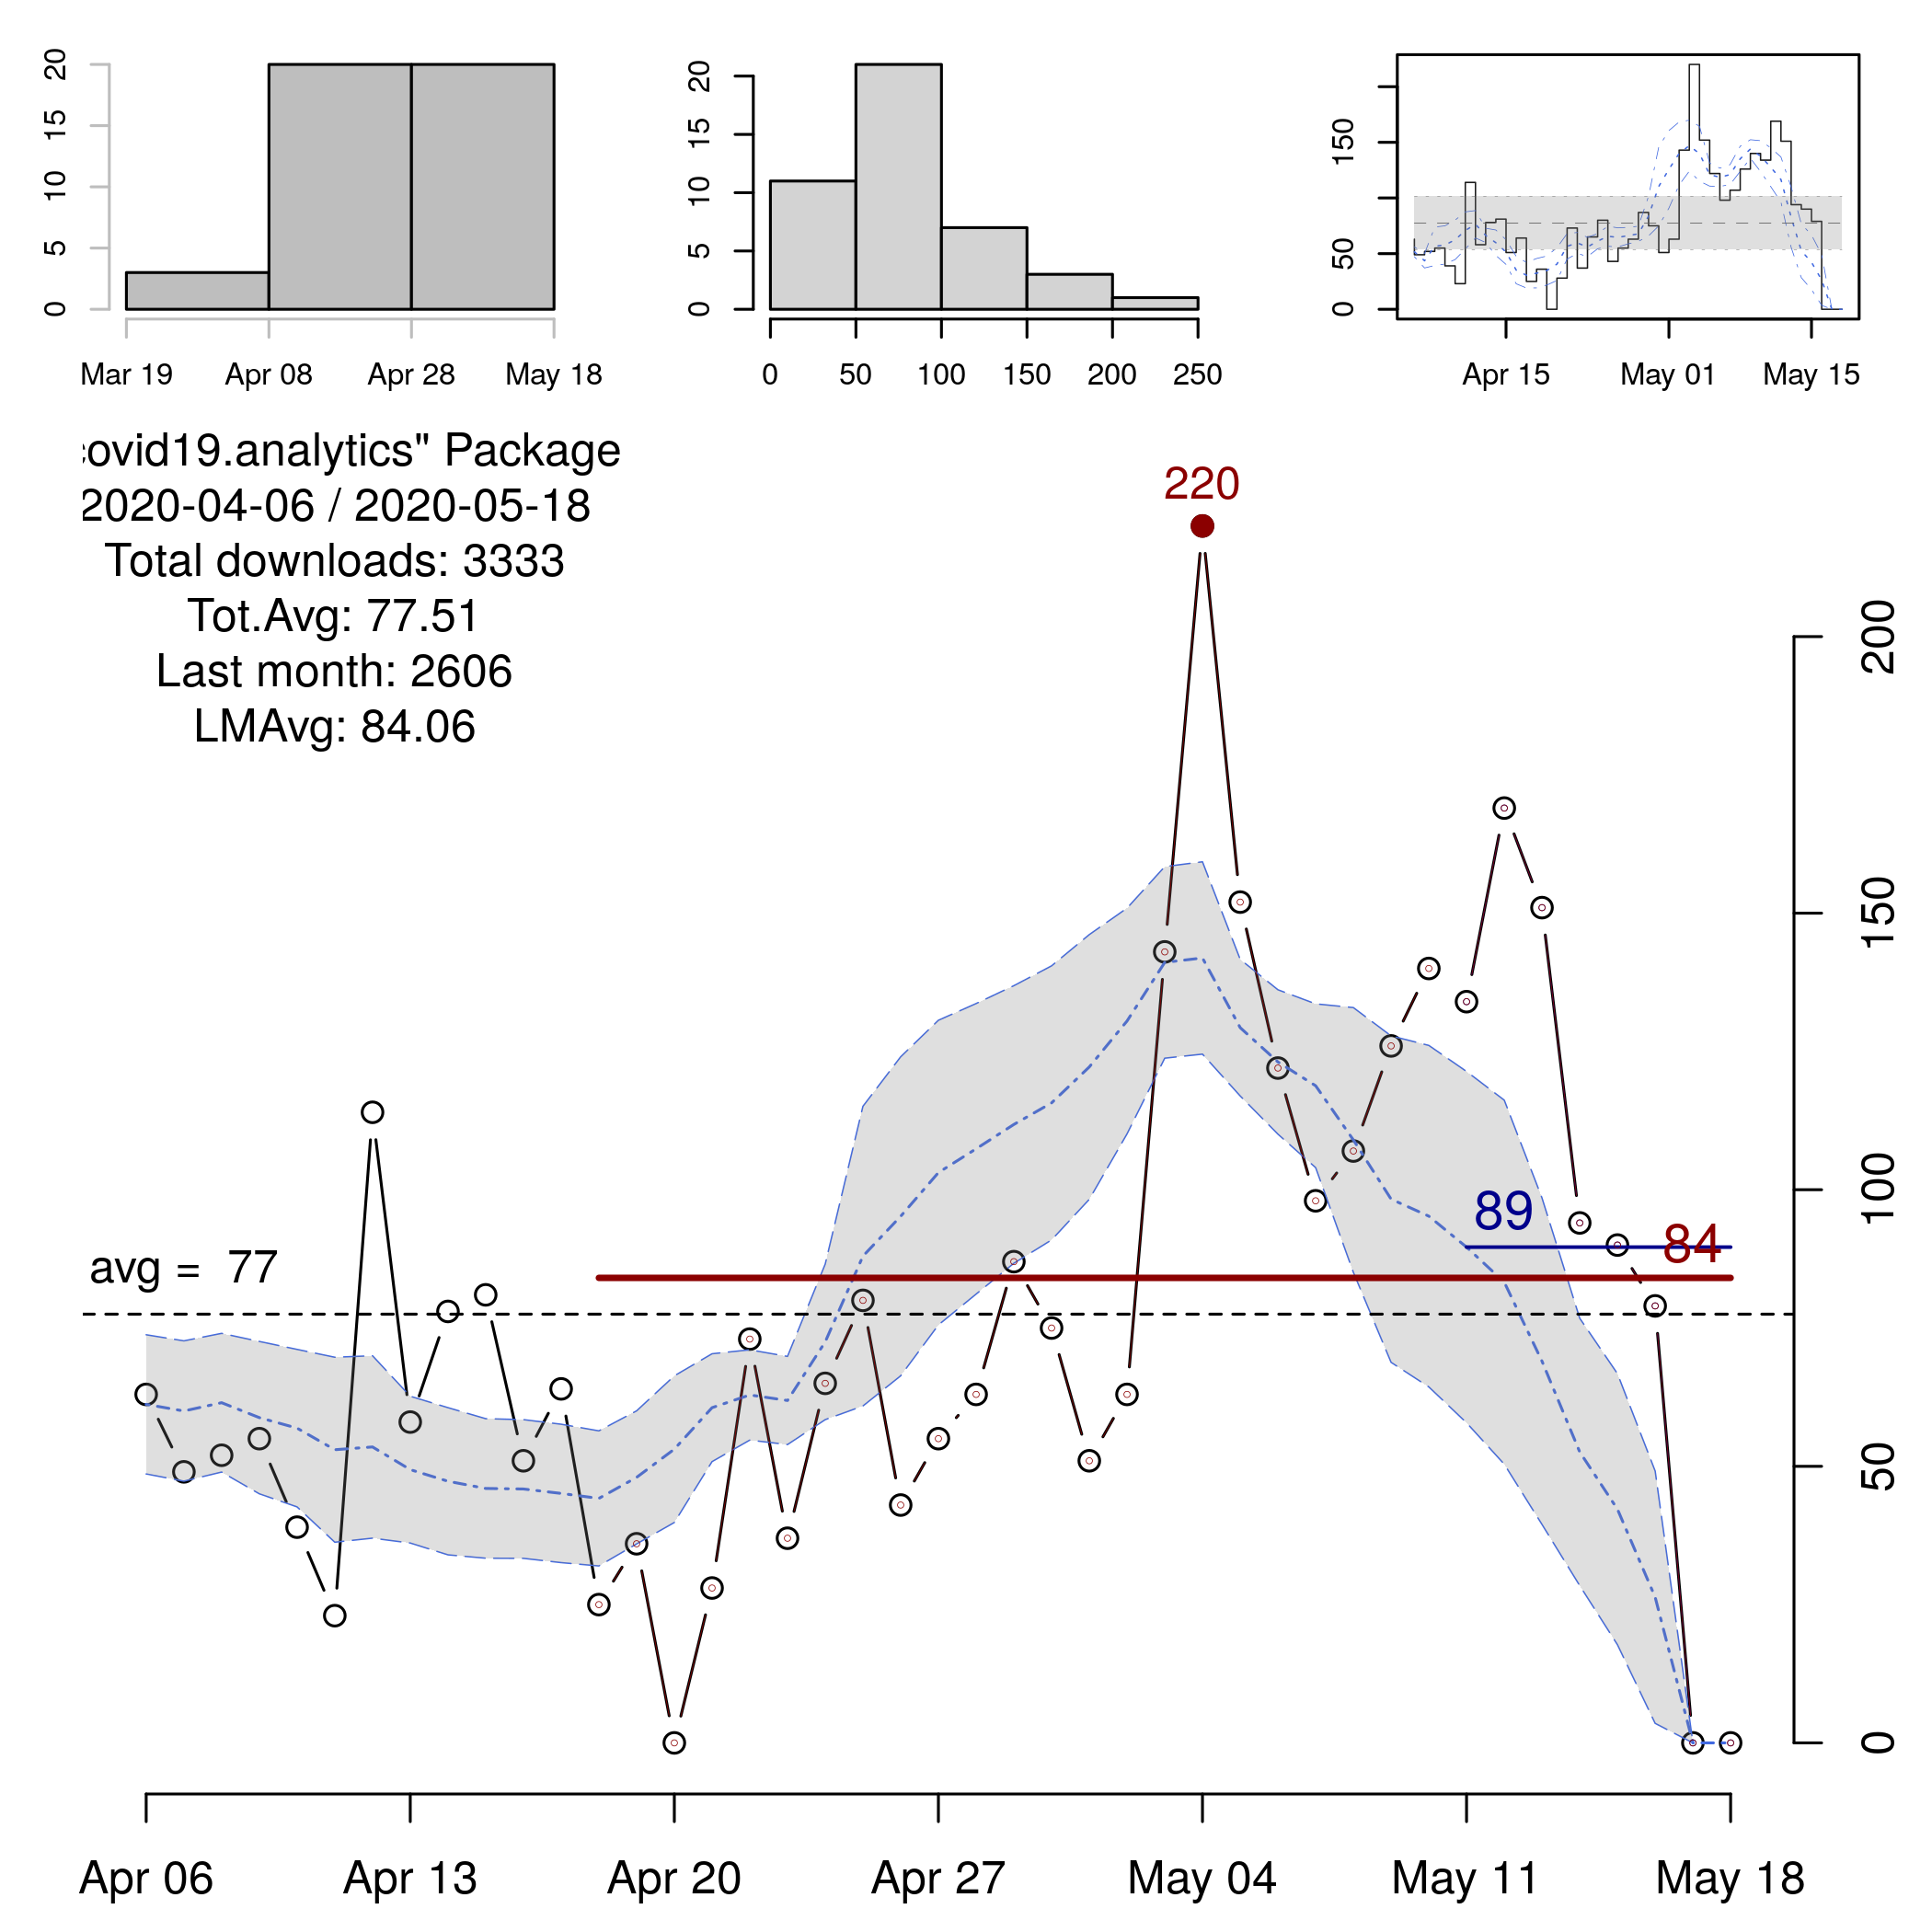 20
15
10
5
0
Mar 19 Apr 08 Apr 28 May 18
20
15
10
5
0
0 50 100 150 200 250
150
50
0
Apr 15 May 01 May 15
ovid19.analytics" Package
2020-04-06 / 2020-05-18
Total downloads: 3333
Tot.Avg: 77.51
Last month: 2606
LMAvg: 84.06
220
avg = 77
89
84
200
150
100
50
0
Apr 06 Apr 13 Apr 20 Apr 27 May 04 May 11 May 18